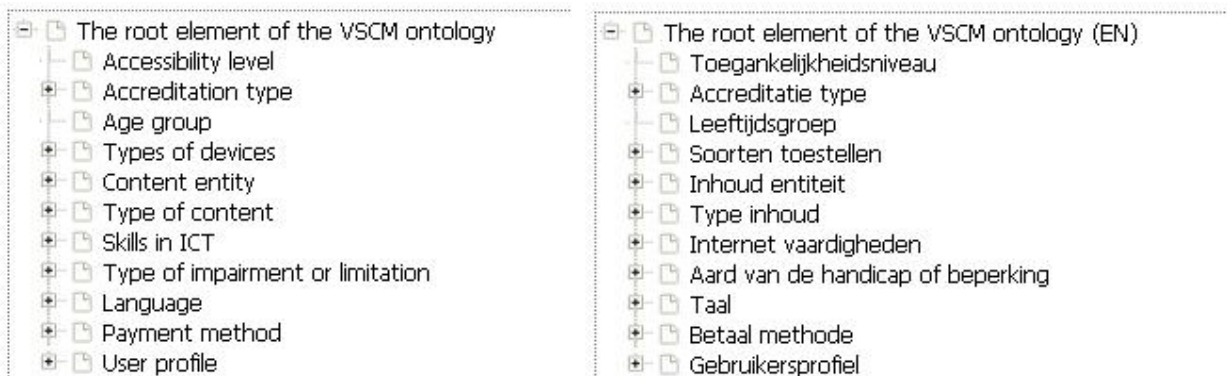 The root element of the VSCM ontology
Accessibility level
Accreditation type
Age group
Types of devices
Content entity
Type of content
Skills in ICT
Type of impairment or limitation
Language
Payment method
User profile
The root element of the VSCM ontology (EN)
Toegankelijkheidsniveau
Accreditatie type
Leeftijdsgroep
Soorten toestellen
Inhoud entiteit
Type inhoud
Internet vaardigheden
Aard van de handicap of beperking
Taal
Betaal methode
Gebruikersprofiel